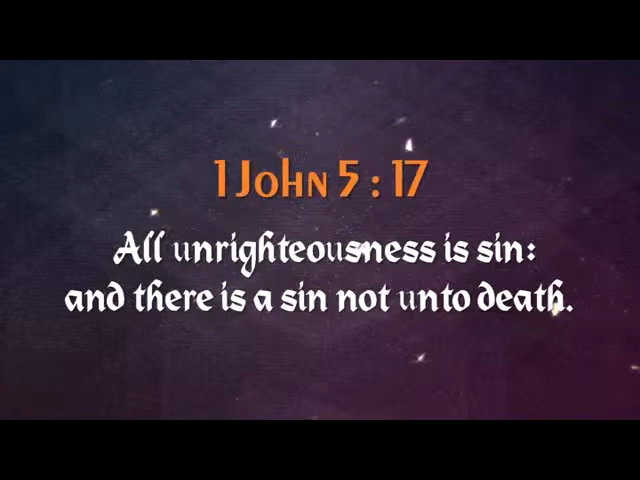 1 John 5 : 17
All unrighteousness is sin:
and there is a sin not unto death.